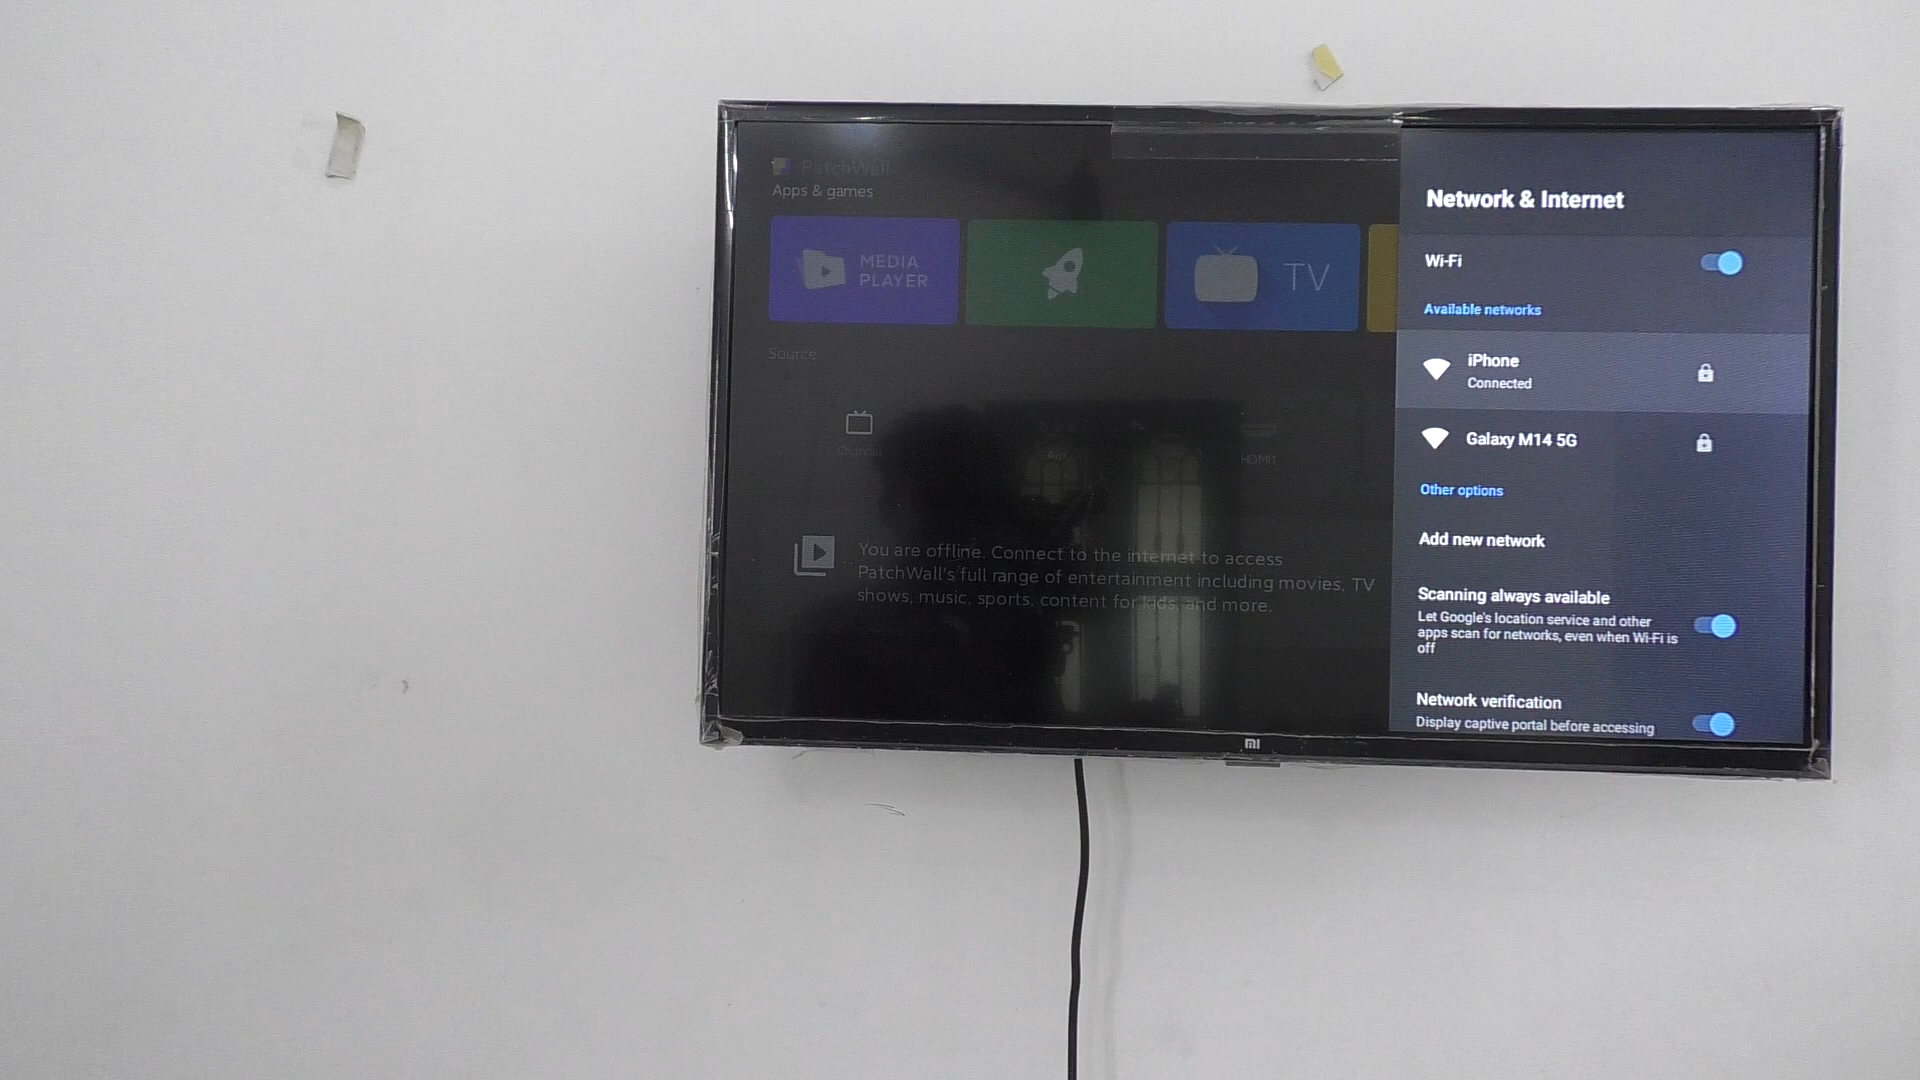 PatchWall
Apps & games
MEDIA
PLAYER
TV
Source
Channel
Aux
HDMI1
You are offline. Connect to the internet to access
PatchWall's full range of entertainment including movies, TV
shows, music, sports, content for kids, and more.
mi
Network & Internet
Wi-Fi
Available networks
iPhone
Connected
Galaxy M14 5G
Other options
Add new network
Scanning always available
Let Google's location service and other
apps scan for networks, even when Wi-Fi is
off
Network verification
Display captive portal before accessing